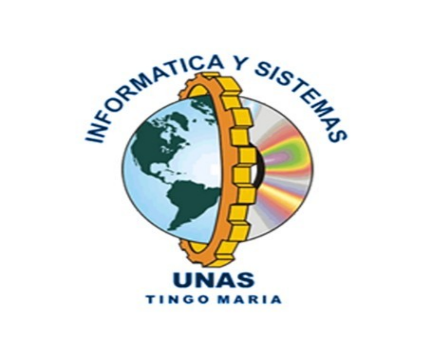 INFORMATICA Y SISTEMAS
UNAS
TINGO MARIA